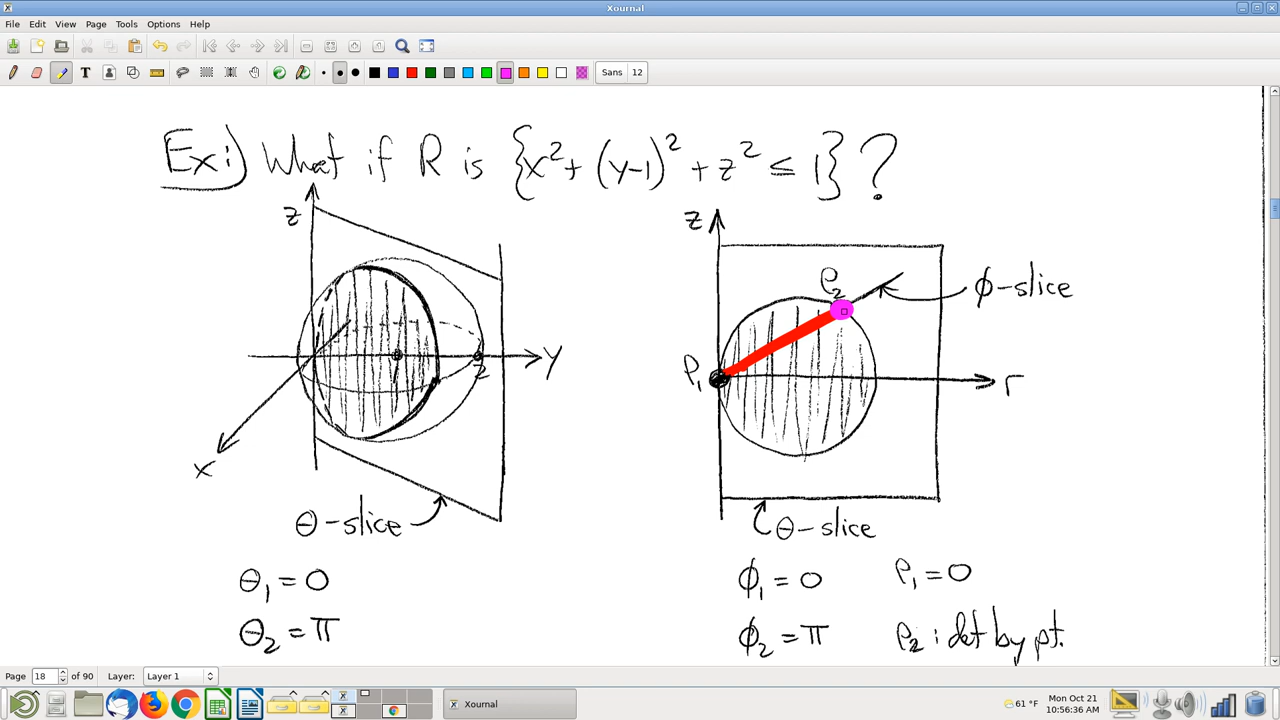 Xournal
File Edit View Page Tools Options Help
Sans 12
Ex: What if R is {x² + (y-1)² + z² ≤ 1}?
z
y
x
2
θ-slice
z
ρ₂
φ-slice
ρ₁
r
θ-slice
θ₁ = 0
θ₂ = π
φ₁ = 0 ρ₁ = 0
φ₂ = π ρ₂ : det by pt.
Page 18 of 90 Layer: Layer 1
Xournal
61 °F
Mon Oct 21
10:56:36 AM